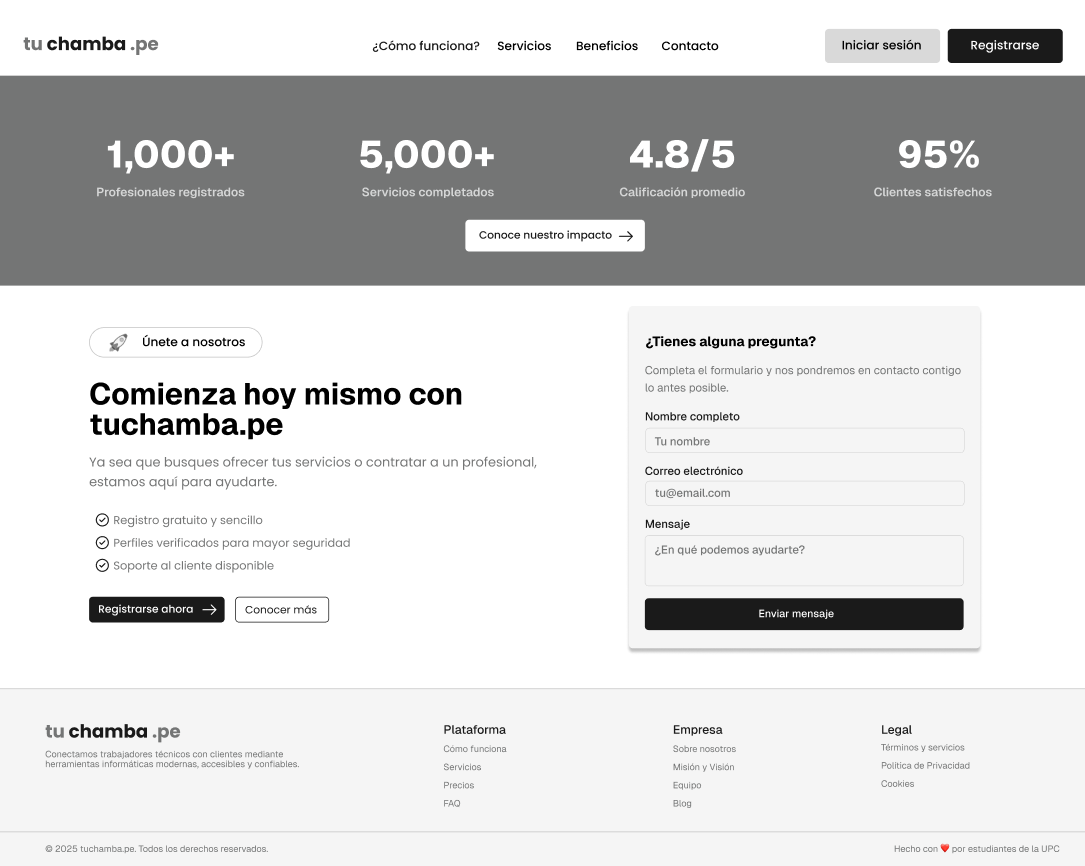 tu chamba .pe
¿Cómo funciona? Servicios Beneficios Contacto
Iniciar sesión
Registrarse
1,000+
Profesionales registrados
5,000+
Servicios completados
4.8/5
Calificación promedio
95%
Clientes satisfechos
Conoce nuestro impacto
Únete a nosotros
Comienza hoy mismo con
tuchamba.pe
Ya sea que busques ofrecer tus servicios o contratar a un profesional,
estamos aquí para ayudarte.
Registro gratuito y sencillo
Perfiles verificados para mayor seguridad
Soporte al cliente disponible
Registrarse ahora
Conocer más
¿Tienes alguna pregunta?
Completa el formulario y nos pondremos en contacto contigo
lo antes posible.
Nombre completo
Tu nombre
Correo electrónico
tu@email.com
Mensaje
¿En qué podemos ayudarte?
Enviar mensaje
tu chamba .pe
Conectamos trabajadores técnicos con clientes mediante
herramientas informáticas modernas, accesibles y confiables.
Plataforma
Cómo funciona
Servicios
Precios
FAQ
Empresa
Sobre nosotros
Misión y Visión
Equipo
Blog
Legal
Términos y servicios
Política de Privacidad
Cookies
© 2025 tuchamba.pe. Todos los derechos reservados.
Hecho con ❤️ por estudiantes de la UPC